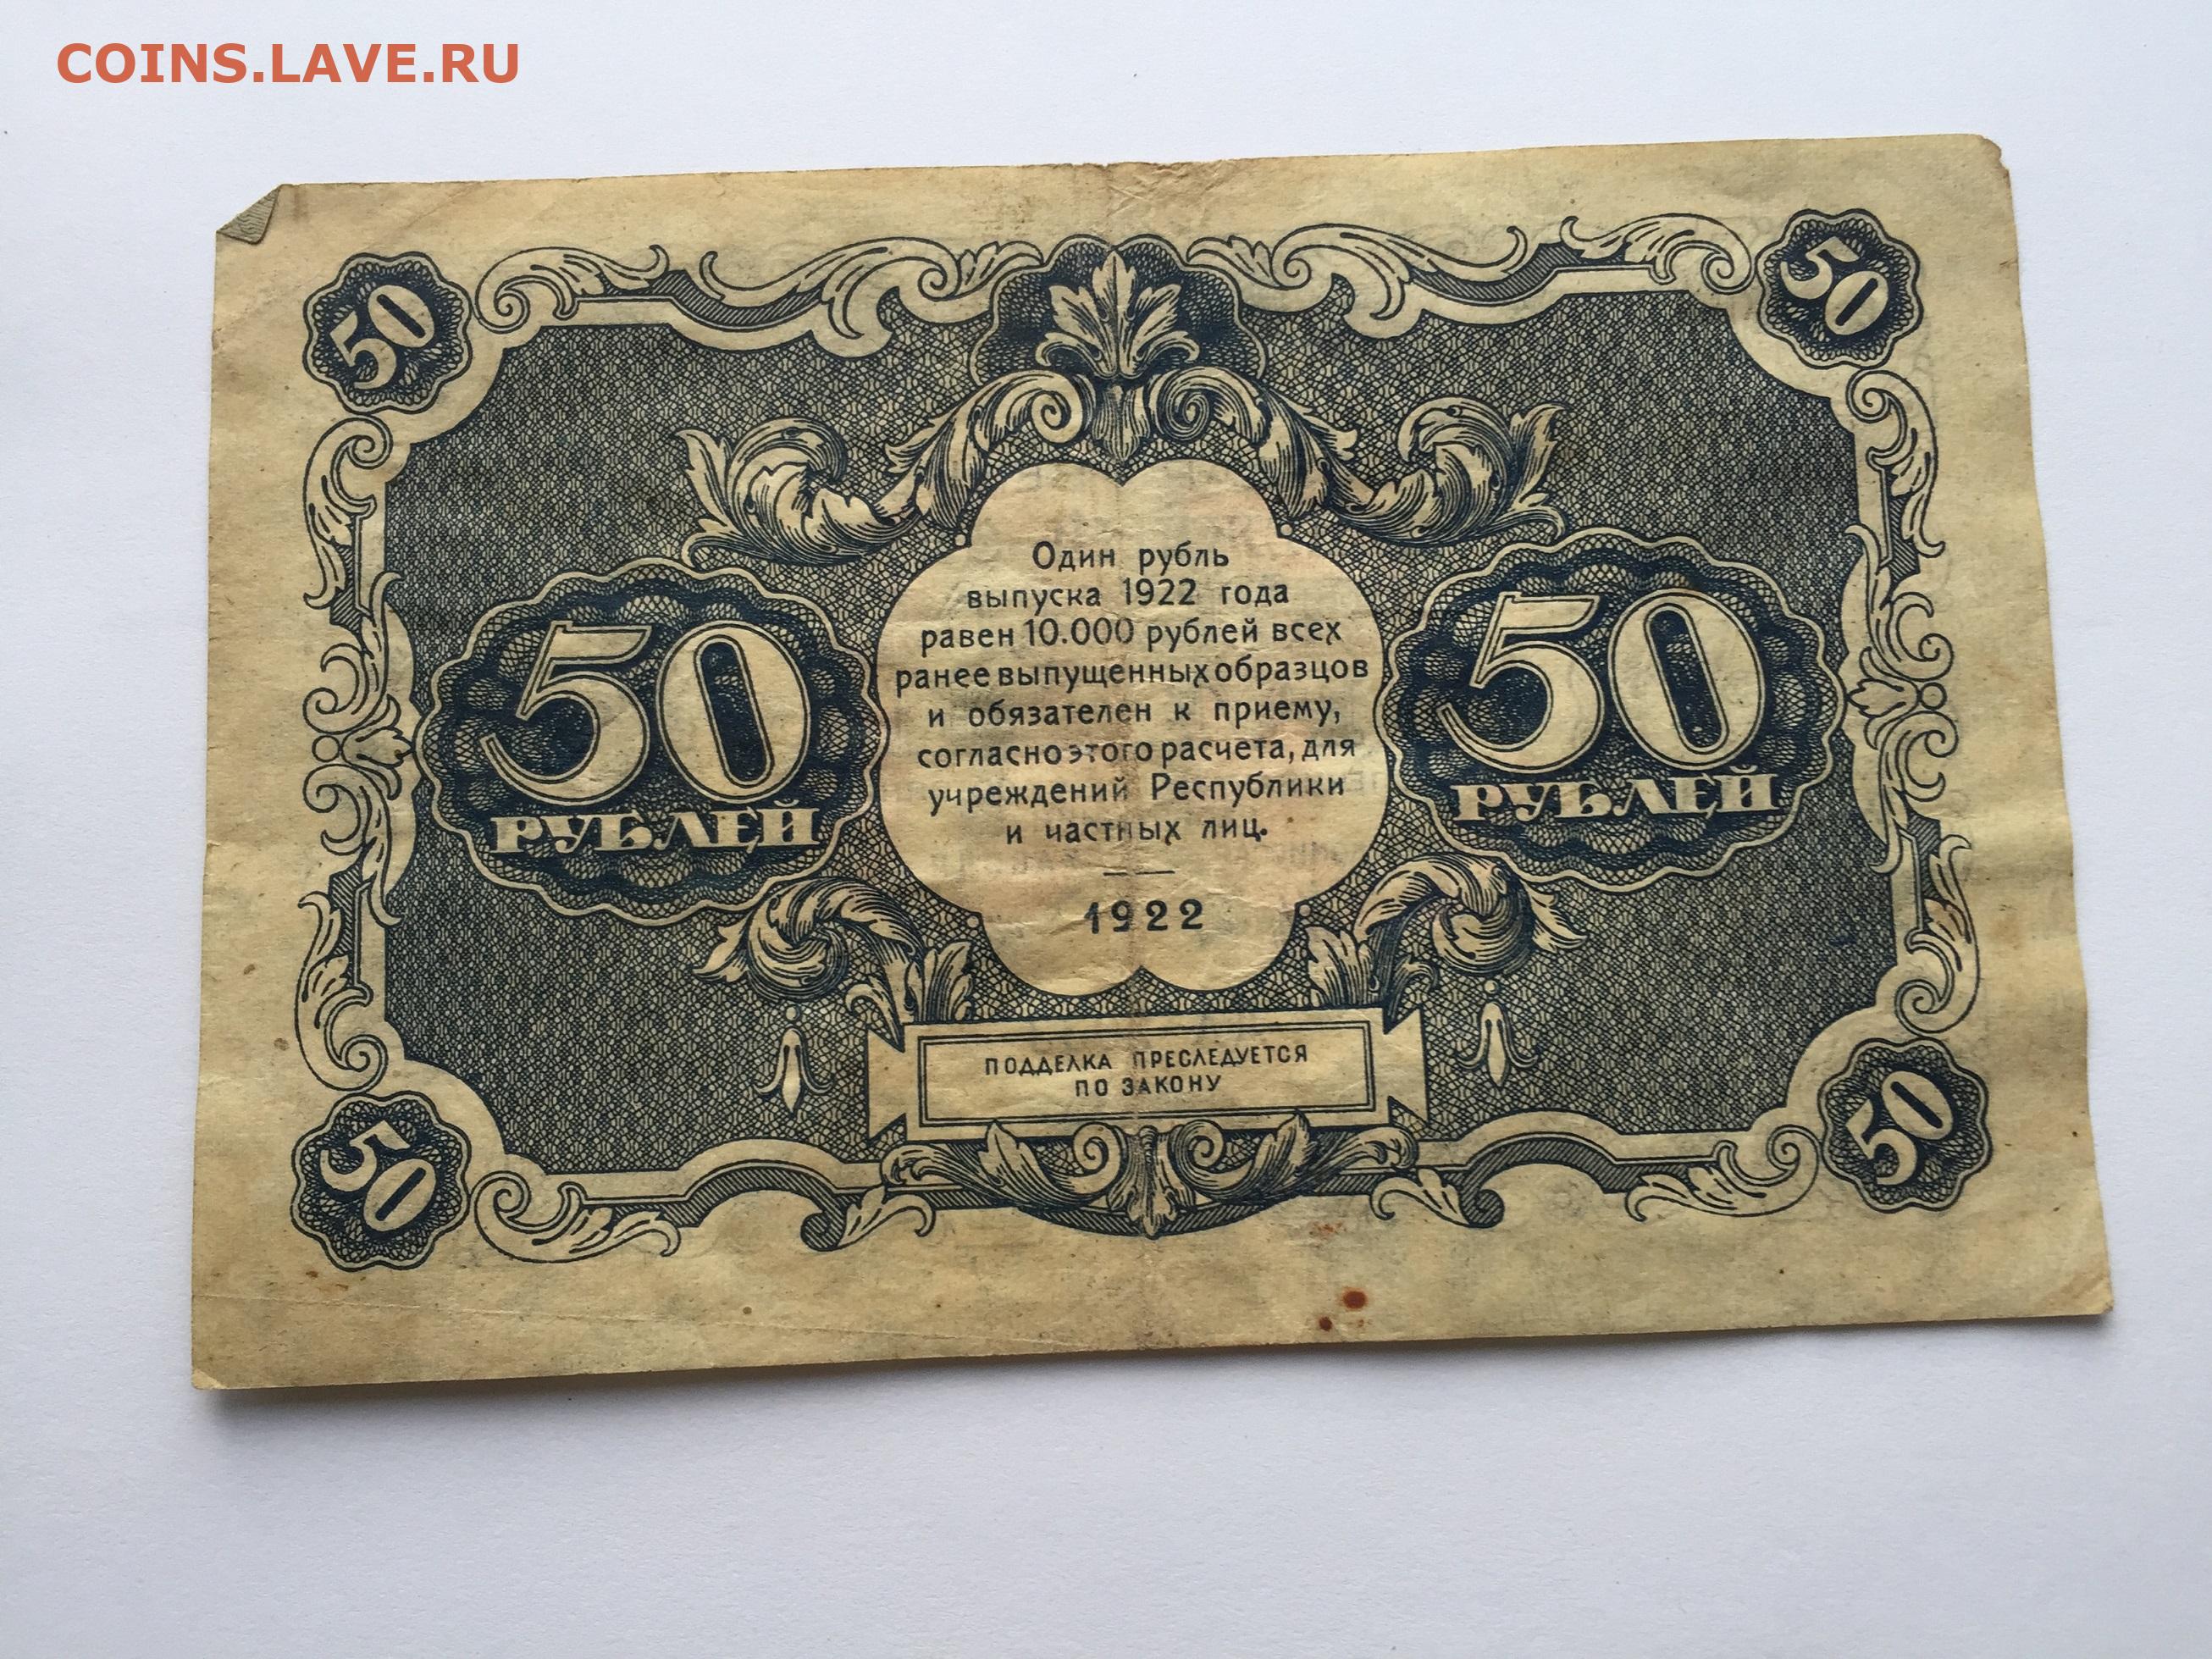 COINS.LAVE.RU
50
50
Один рубль
выпуска 1922 года
равен 10.000 рублей всех
ранее выпущенных образцов
и обязателен к приему,
согласно этого расчета, для
учреждений Республики
и частных лиц.
1922
50
РУБЛЕЙ
50
РУБЛЕЙ
ПОДДЕЛКА ПРЕСЛЕДУЕТСЯ
ПО ЗАКОНУ
50
50